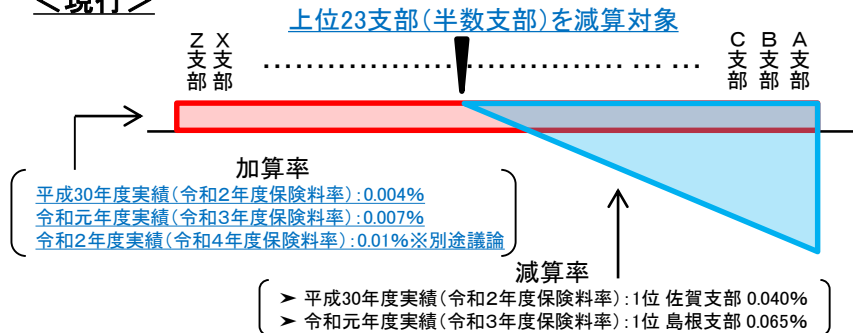 ＜現行＞
上位23支部(半数支部)を減算対象
Z支部
X支部
C支部
B支部
A支部
加算率
平成30年度実績(令和2年度保険料率)：0.004%
令和元年度実績(令和3年度保険料率)：0.007%
令和2年度実績(令和4年度保険料率)：0.01%※別途議論
減算率
➤ 平成30年度実績(令和2年度保険料率)：1位 佐賀支部 0.040%
➤ 令和元年度実績(令和3年度保険料率)：1位 島根支部 0.065%